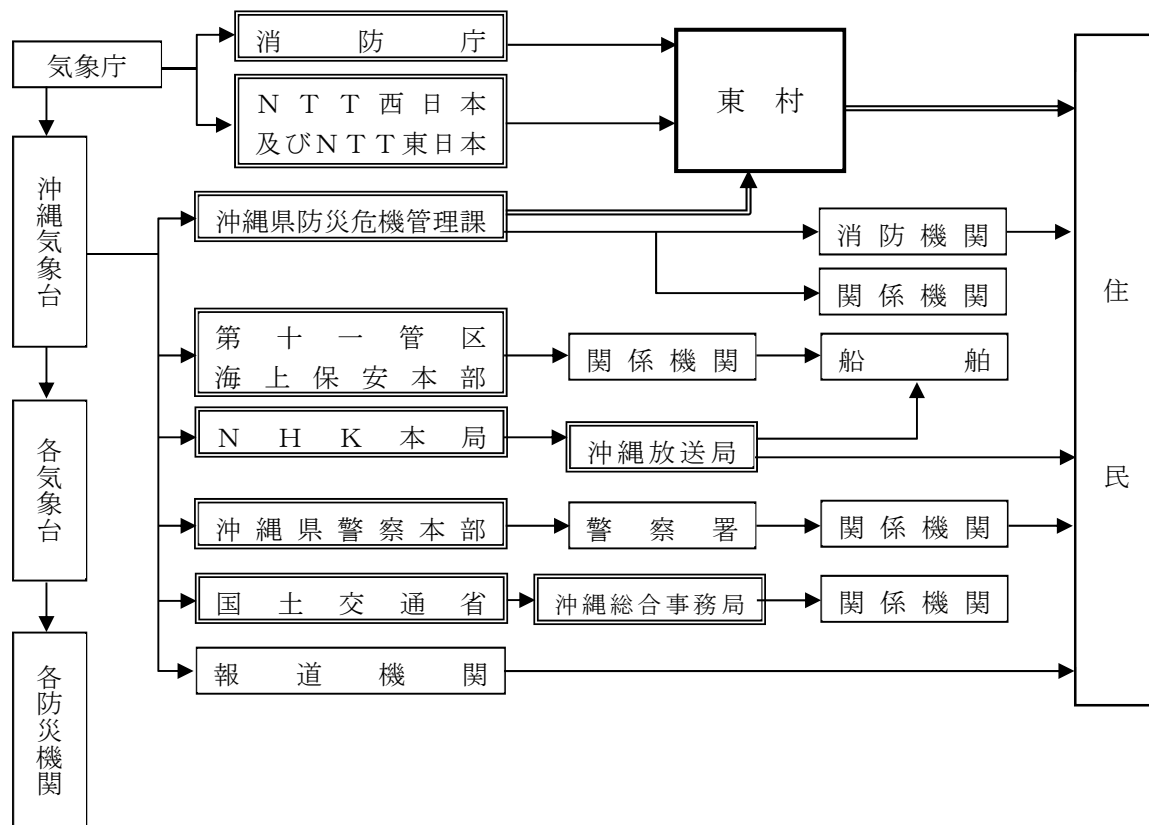 気象庁
消防庁
NTT西日本
及びNTT東日本
東村
沖縄気象台
沖縄県防災危機管理課
消防機関
関係機関
第十一管区
海上保安本部
関係機関
船舶
NHK本局
沖縄放送局
各気象台
沖縄県警察本部
警察署
関係機関
国土交通省
沖縄総合事務局
関係機関
報道機関
各防災機関
住民